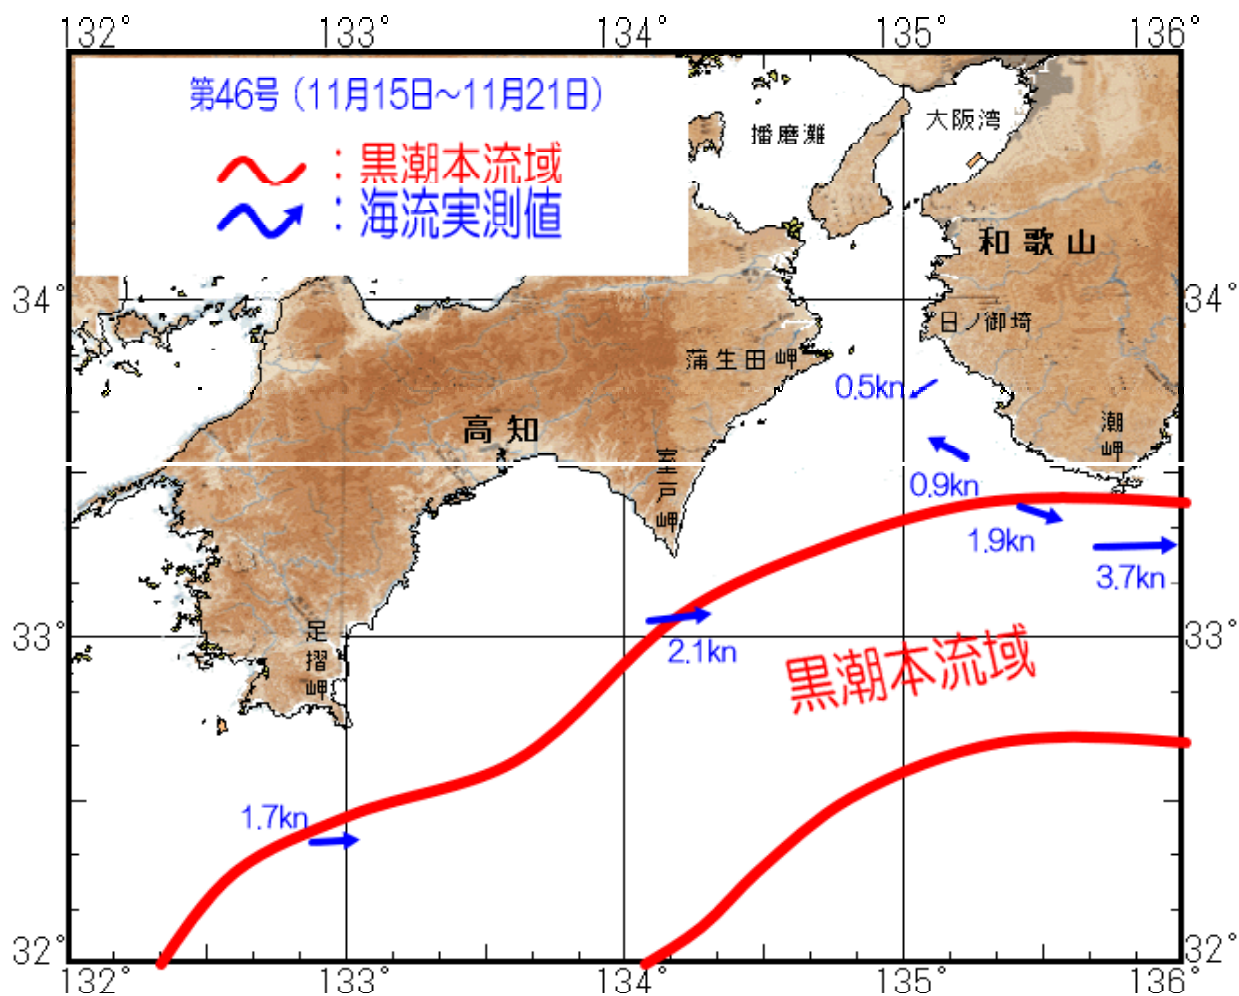 132°
133°
134°
135°
136°
第46号（11月15日～11月21日）
：黒潮本流域
：海流実測値
播磨灘
大阪湾
和歌山
34°
34°
日ノ御埼
蒲生田岬
0.5kn
高知
潮岬
室戸岬
0.9kn
1.9kn
3.7kn
33°
33°
足摺岬
2.1kn
黒潮本流域
1.7kn
32°
32°
132°
133°
134°
135°
136°